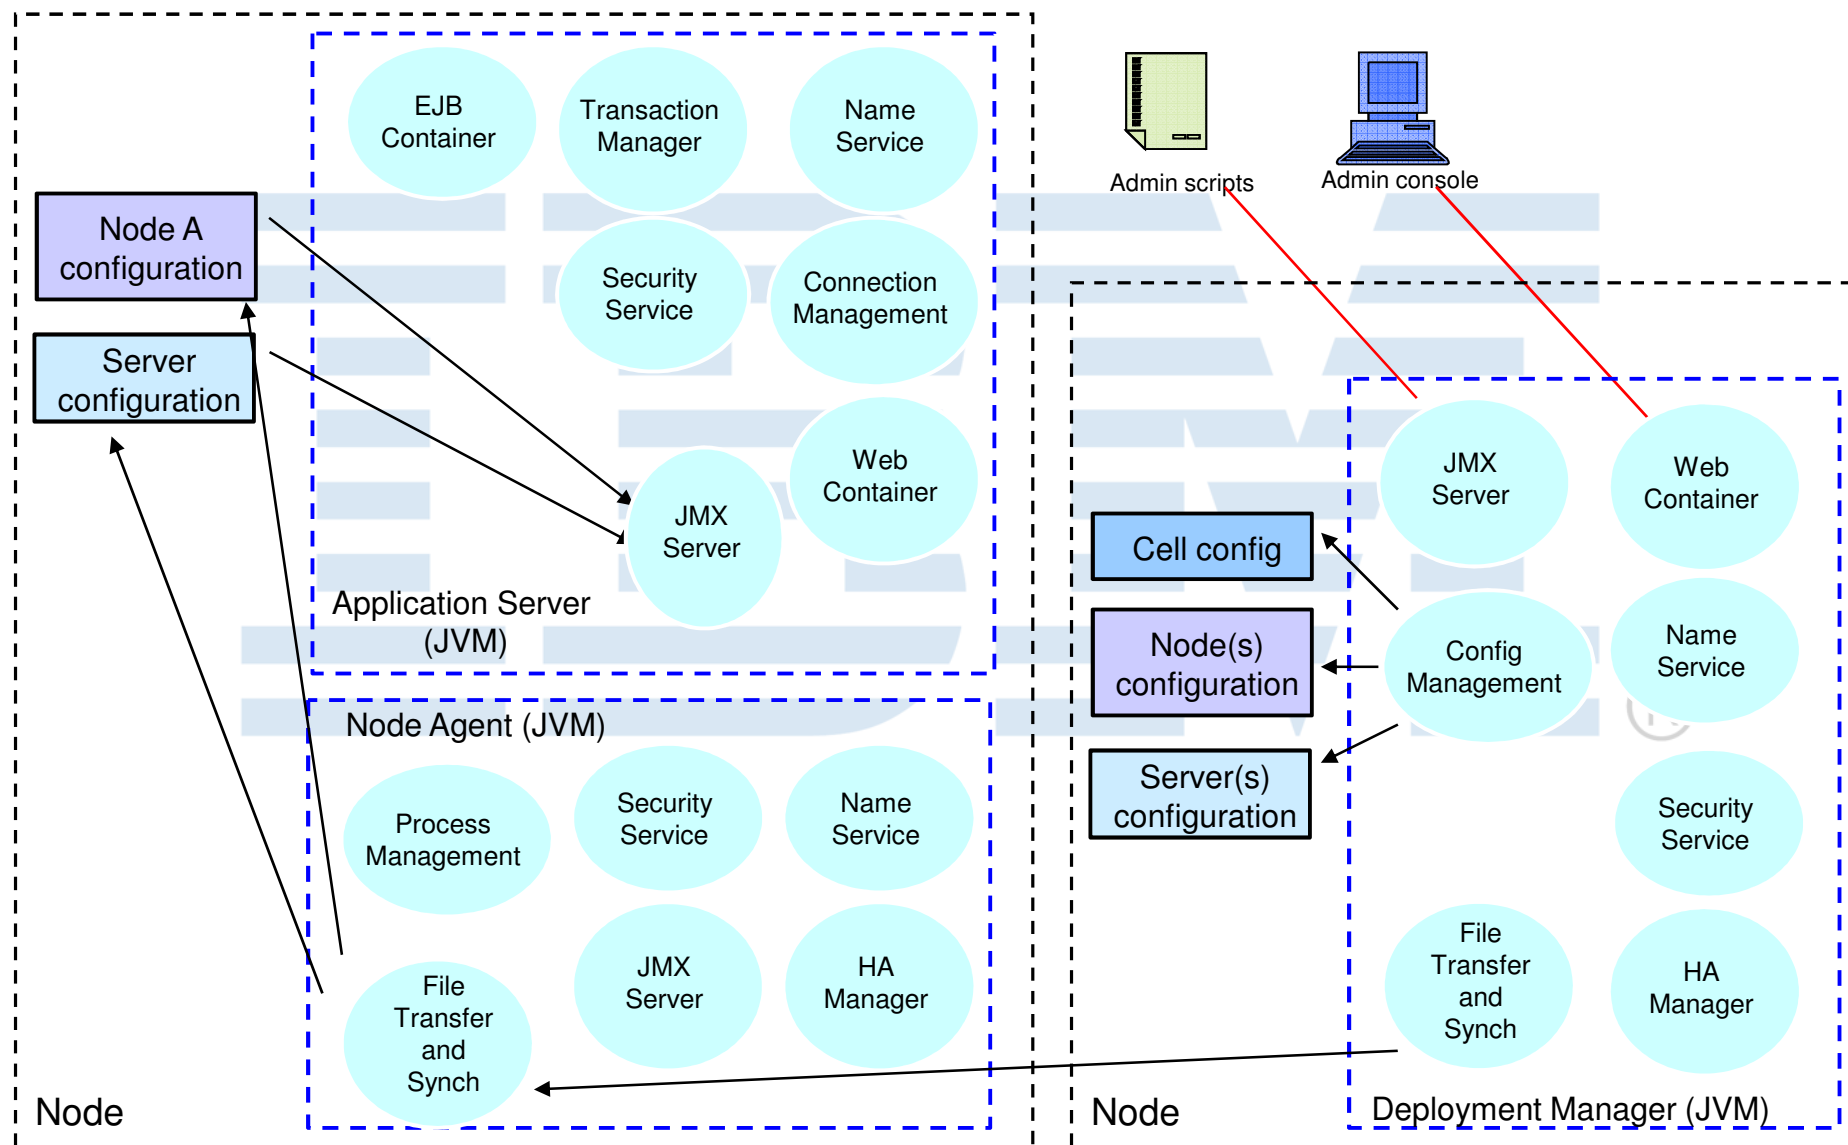 EJB
Container
Transaction
Manager
Name
Service
Security
Service
Connection
Management
Web
Container
JMX
Server
Application Server
(JVM)
Node A
configuration
Server
configuration
Node Agent (JVM)
Process
Management
Security
Service
Name
Service
File
Transfer
and
Synch
JMX
Server
HA
Manager
Node
Admin scripts
Admin console
JMX
Server
Web
Container
Cell config
Node(s)
configuration
Server(s)
configuration
Config
Management
Name
Service
Security
Service
File
Transfer
and
Synch
HA
Manager
Node
Deployment Manager (JVM)
IBM